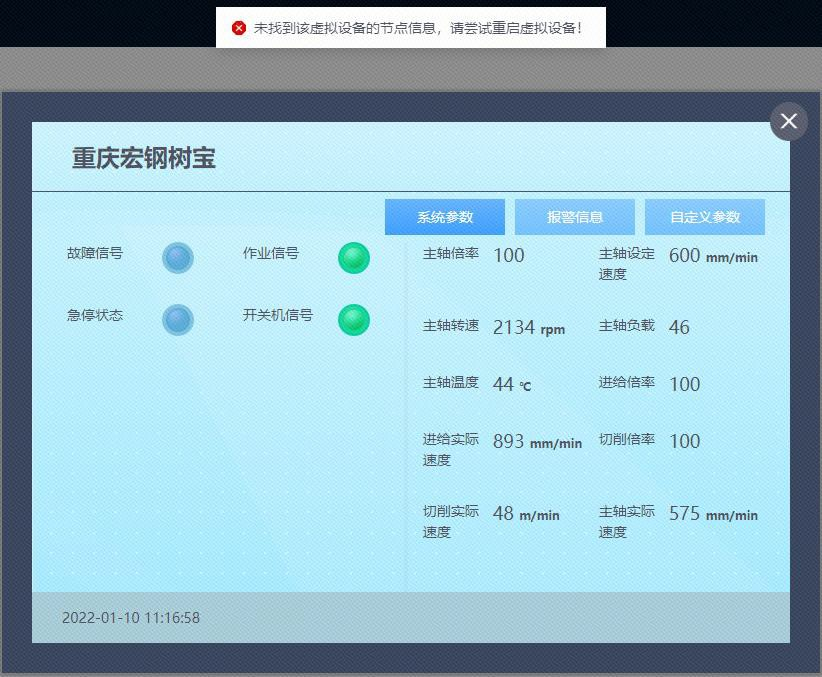 未找到该虚拟设备的节点信息，请尝试重启虚拟设备！
重庆宏钢树宝
系统参数 报警信息 自定义参数
故障信号 作业信号
急停状态 开关机信号
主轴倍率 100 主轴设定
速度 600 mm/min
主轴转速 2134 rpm 主轴负载 46
主轴温度 44 ℃ 进给倍率 100
进给实际
速度 893 mm/min 切削倍率 100
切削实际
速度 48 m/min 主轴实际
速度 575 mm/min
2022-01-10 11:16:58